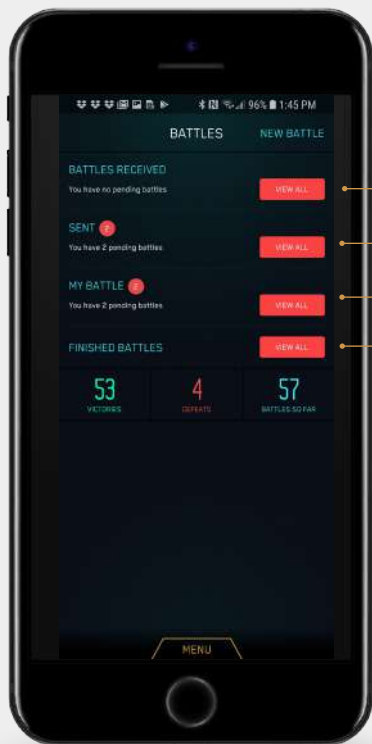 96% 1:45 PM
BATTLES NEW BATTLE
BATTLES RECEIVED
You have no pending battles
VIEW ALL
SENT 2
You have 2 pending battles
VIEW ALL
MY BATTLE 2
You have 2 pending battles
VIEW ALL
FINISHED BATTLES
VIEW ALL
53 4 57
VICTORIES DEFEATS BATTLES SO FAR
MENU